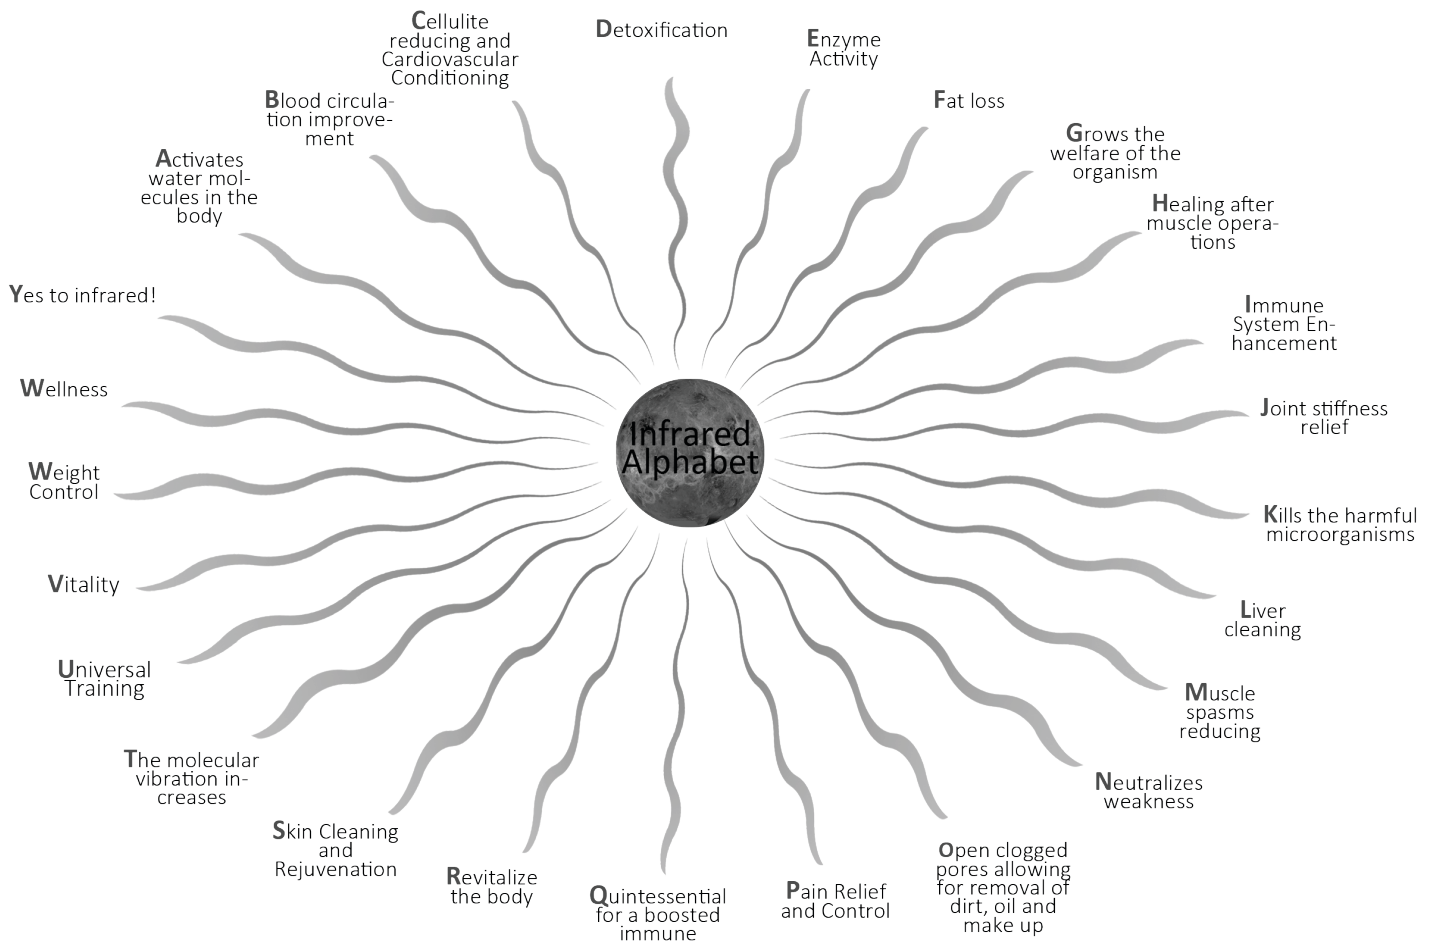 Infrared
Alphabet
Activates
water mol-
ecules in the
body
Blood circula-
tion improve-
ment
Cellulite
reducing and
Cardiovascular
Conditioning
Detoxification
Enzyme
Activity
Fat loss
Grows the
welfare of the
organism
Healing after
muscle opera-
tions
Immune
System En-
hancement
Joint stiffness
relief
Kills the harmful
microorganisms
Liver
cleaning
Muscle
spasms
reducing
Neutralizes
weakness
Open clogged
pores allowing
for removal of
dirt, oil and
make up
Pain Relief
and Control
Quintessential
for a boosted
immune
Revitalize
the body
Skin Cleaning
and
Rejuvenation
The molecular
vibration in-
creases
Universal
Training
Vitality
Weight
Control
Wellness
Yes to infrared!